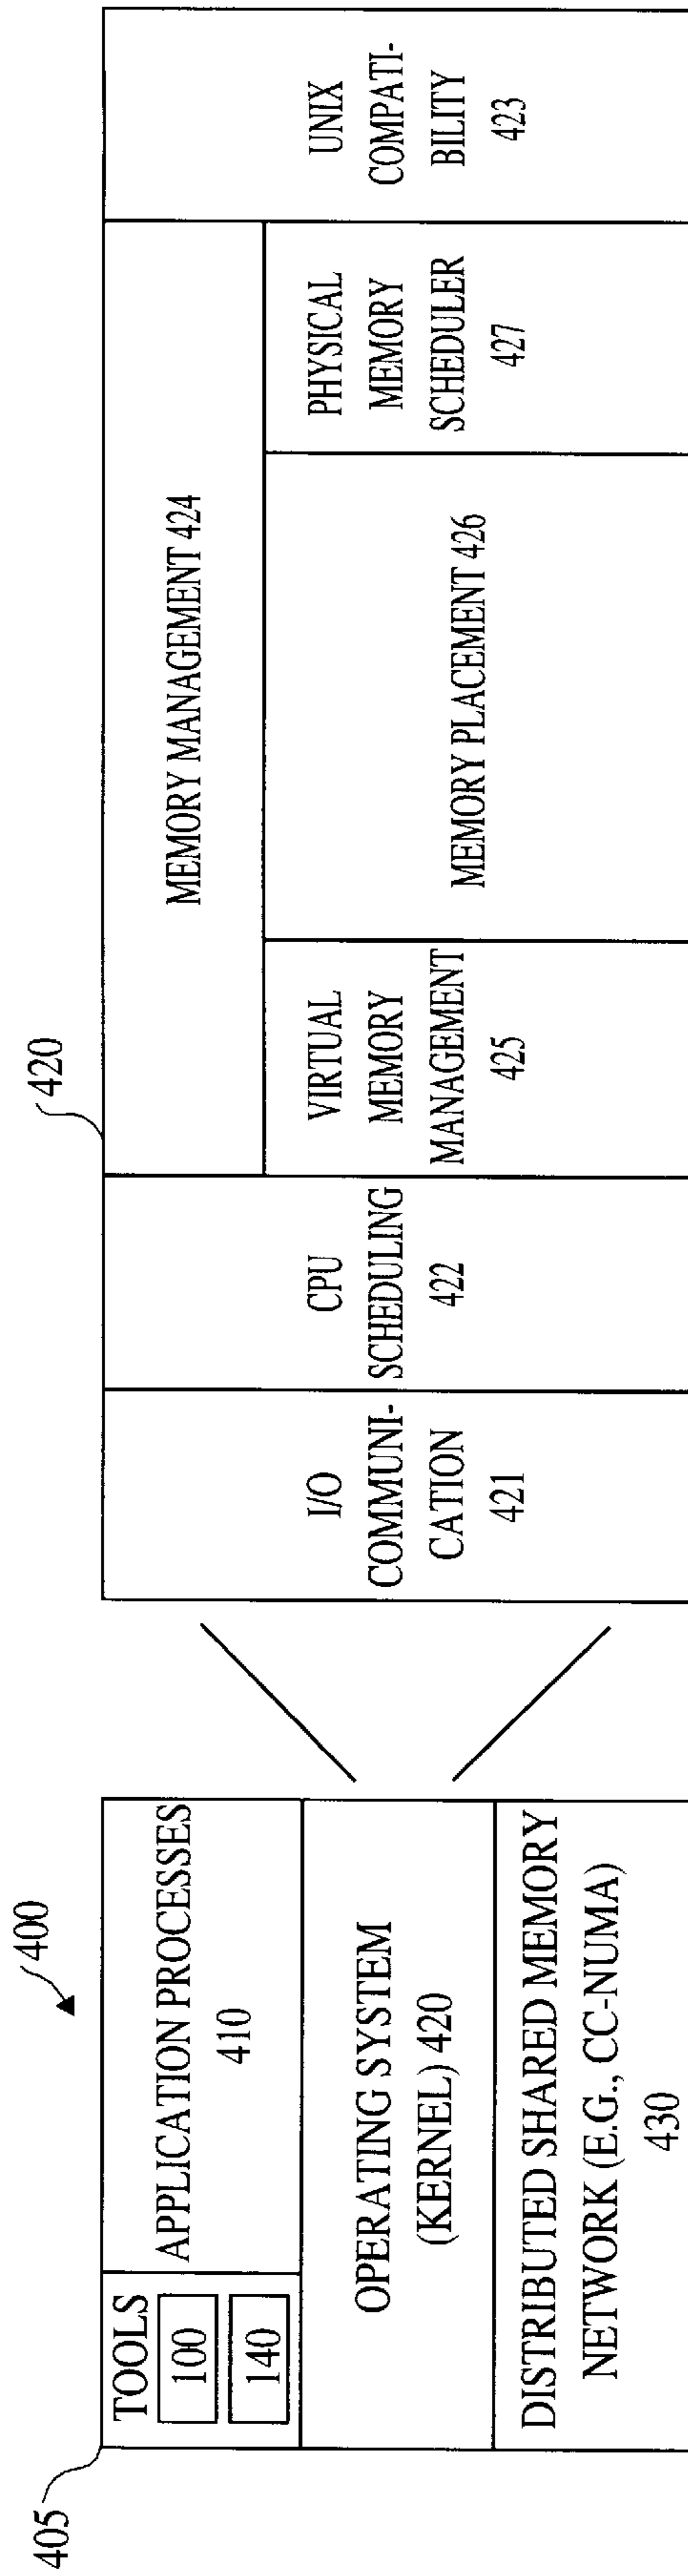 400
405
TOOLS
100
140
APPLICATION PROCESSES
410
OPERATING SYSTEM
(KERNEL) 420
DISTRIBUTED SHARED MEMORY
NETWORK (E.G., CC-NUMA)
430
420
I/O
COMMUNI-
CATION
421
CPU
SCHEDULING
422
MEMORY MANAGEMENT 424
VIRTUAL
MEMORY
MANAGEMENT
425
MEMORY PLACEMENT 426
PHYSICAL
MEMORY
SCHEDULER
427
UNIX
COMPATI-
BILITY
423